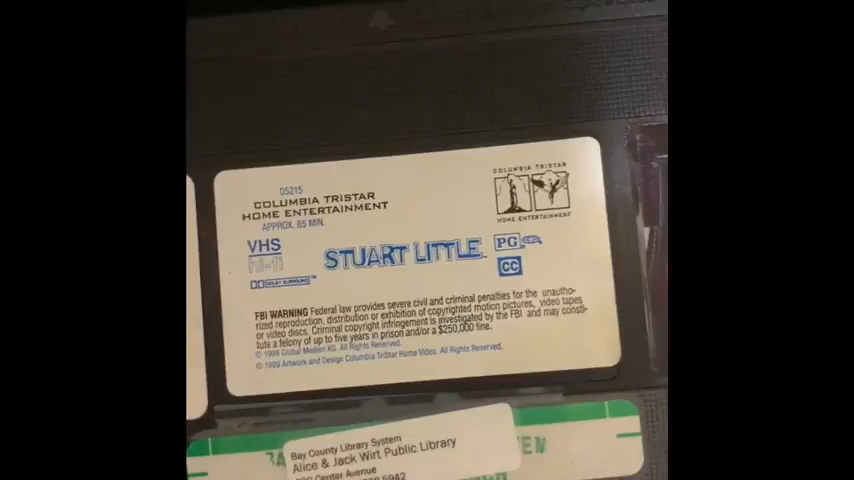 05215
COLUMBIA TRISTAR
HOME ENTERTAINMENT
APPROX. 85 MIN.
COLUMBIA TRISTAR
HOME ENTERTAINMENT
VHS
hi-fi
DOLBY SURROUND
STUART LITTLE
PG
CC
FBI WARNING Federal law provides severe civil and criminal penalties for the unautho-
rized reproduction, distribution or exhibition of copyrighted motion pictures, video tapes
or video discs. Criminal copyright infringement is investigated by the FBI and may consti-
tute a felony of up to five years in prison and/or a $250,000 fine.
© 1999 Global Medien KG. All Rights Reserved.
© 1999 Artwork and Design Columbia TriStar Home Video. All Rights Reserved.
Bay County Library System
Alice & Jack Wirt Public Library
Center Avenue
5942